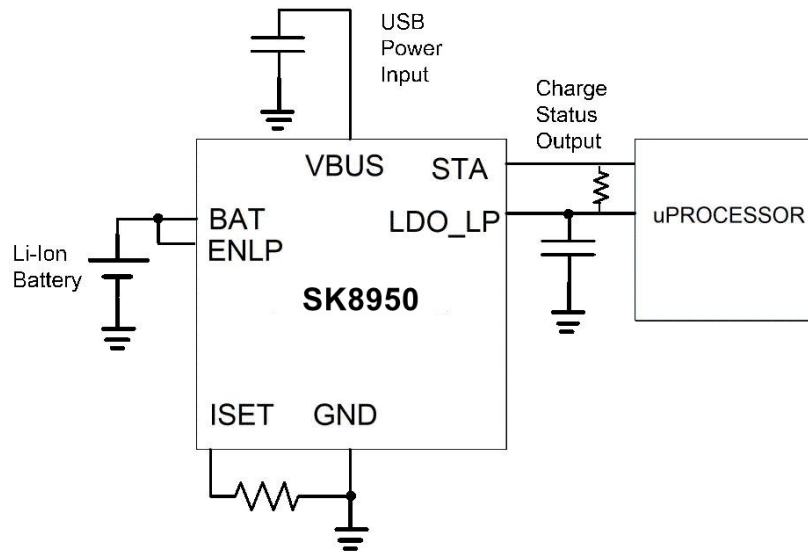 USB
Power
Input
Charge
Status
Output
VBUS
STA
BAT
LDO_LP
uPROCESSOR
ENLP
Li-Ion
Battery
SK8950
ISET
GND